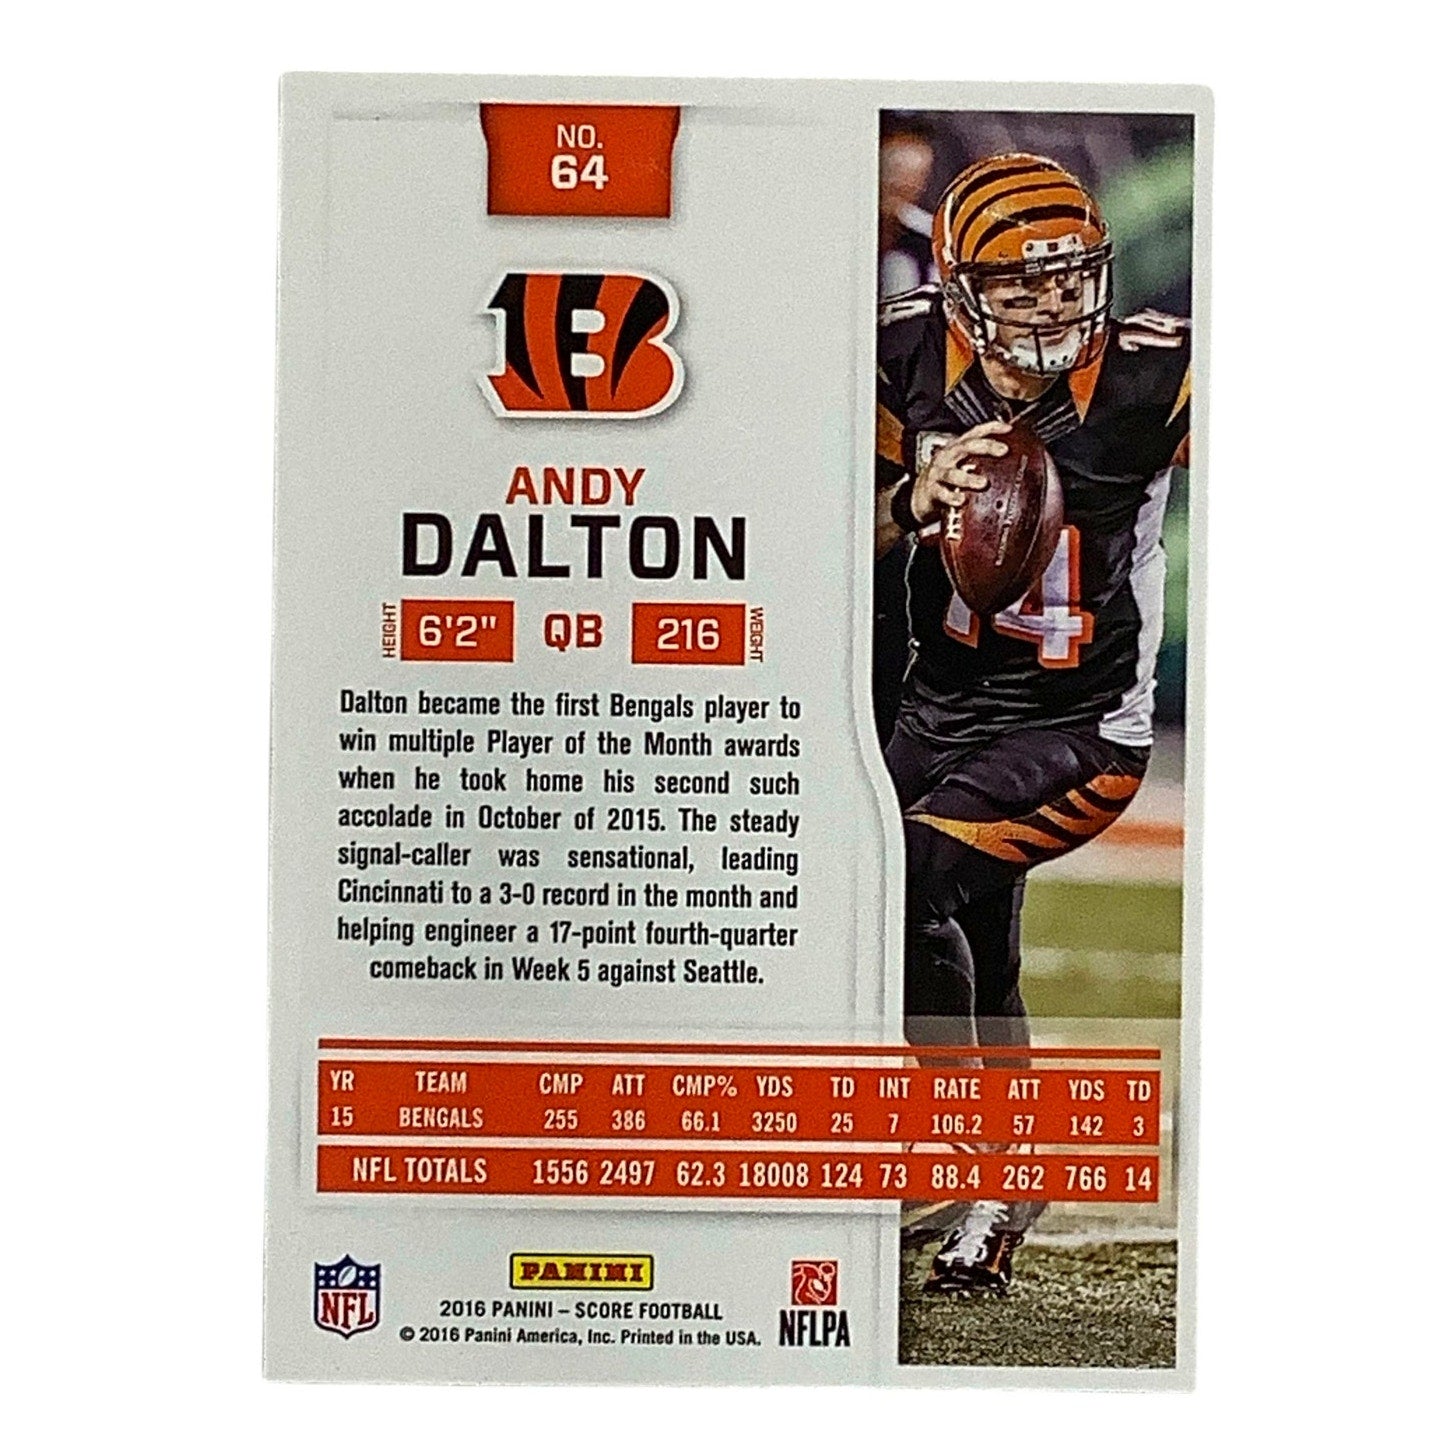 NO.
64
B
ANDY
DALTON
HEIGHT 6'2" QB 216 WEIGHT
Dalton became the first Bengals player to
win multiple Player of the Month awards
when he took home his second such
accolade in October of 2015. The steady
signal-caller was sensational, leading
Cincinnati to a 3-0 record in the month and
helping engineer a 17-point fourth-quarter
comeback in Week 5 against Seattle.
YR TEAM CMP ATT CMP% YDS TD INT RATE ATT YDS TD
15 BENGALS 255 386 66.1 3250 25 7 106.2 57 142 3
NFL TOTALS 1556 2497 62.3 18008 124 73 88.4 262 766 14
NFL
PANINI
2016 PANINI – SCORE FOOTBALL
© 2016 Panini America, Inc. Printed in the USA.
NFLPA
14
14